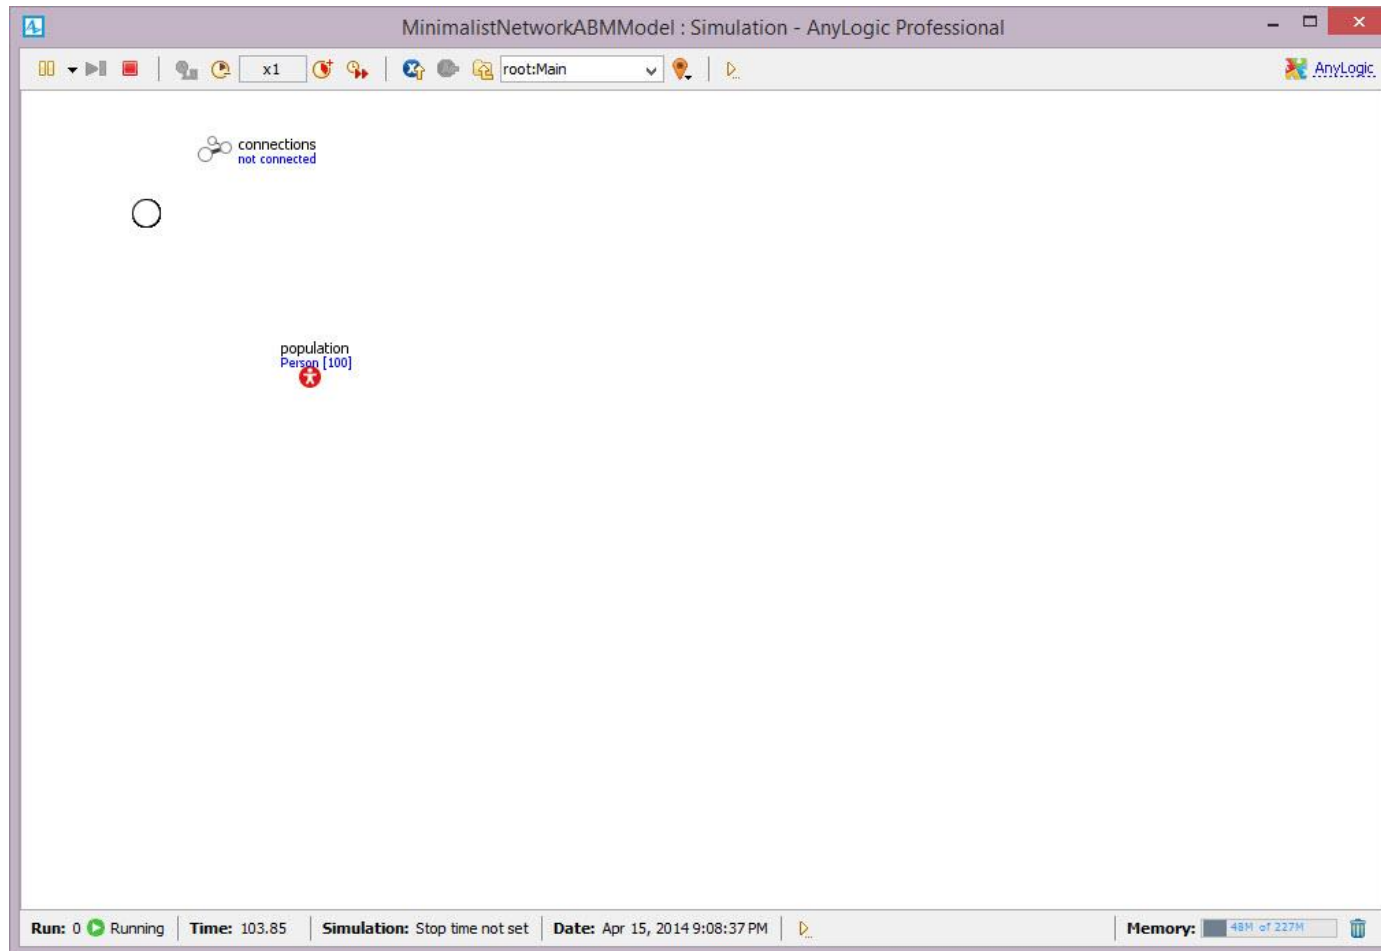 MinimalistNetworkABMModel : Simulation - AnyLogic Professional
x1 root:Main AnyLogic
connections
not connected
population
Person [100]
Run: 0 Running Time: 103.85 Simulation: Stop time not set Date: Apr 15, 2014 9:08:37 PM Memory: 48M of 227M